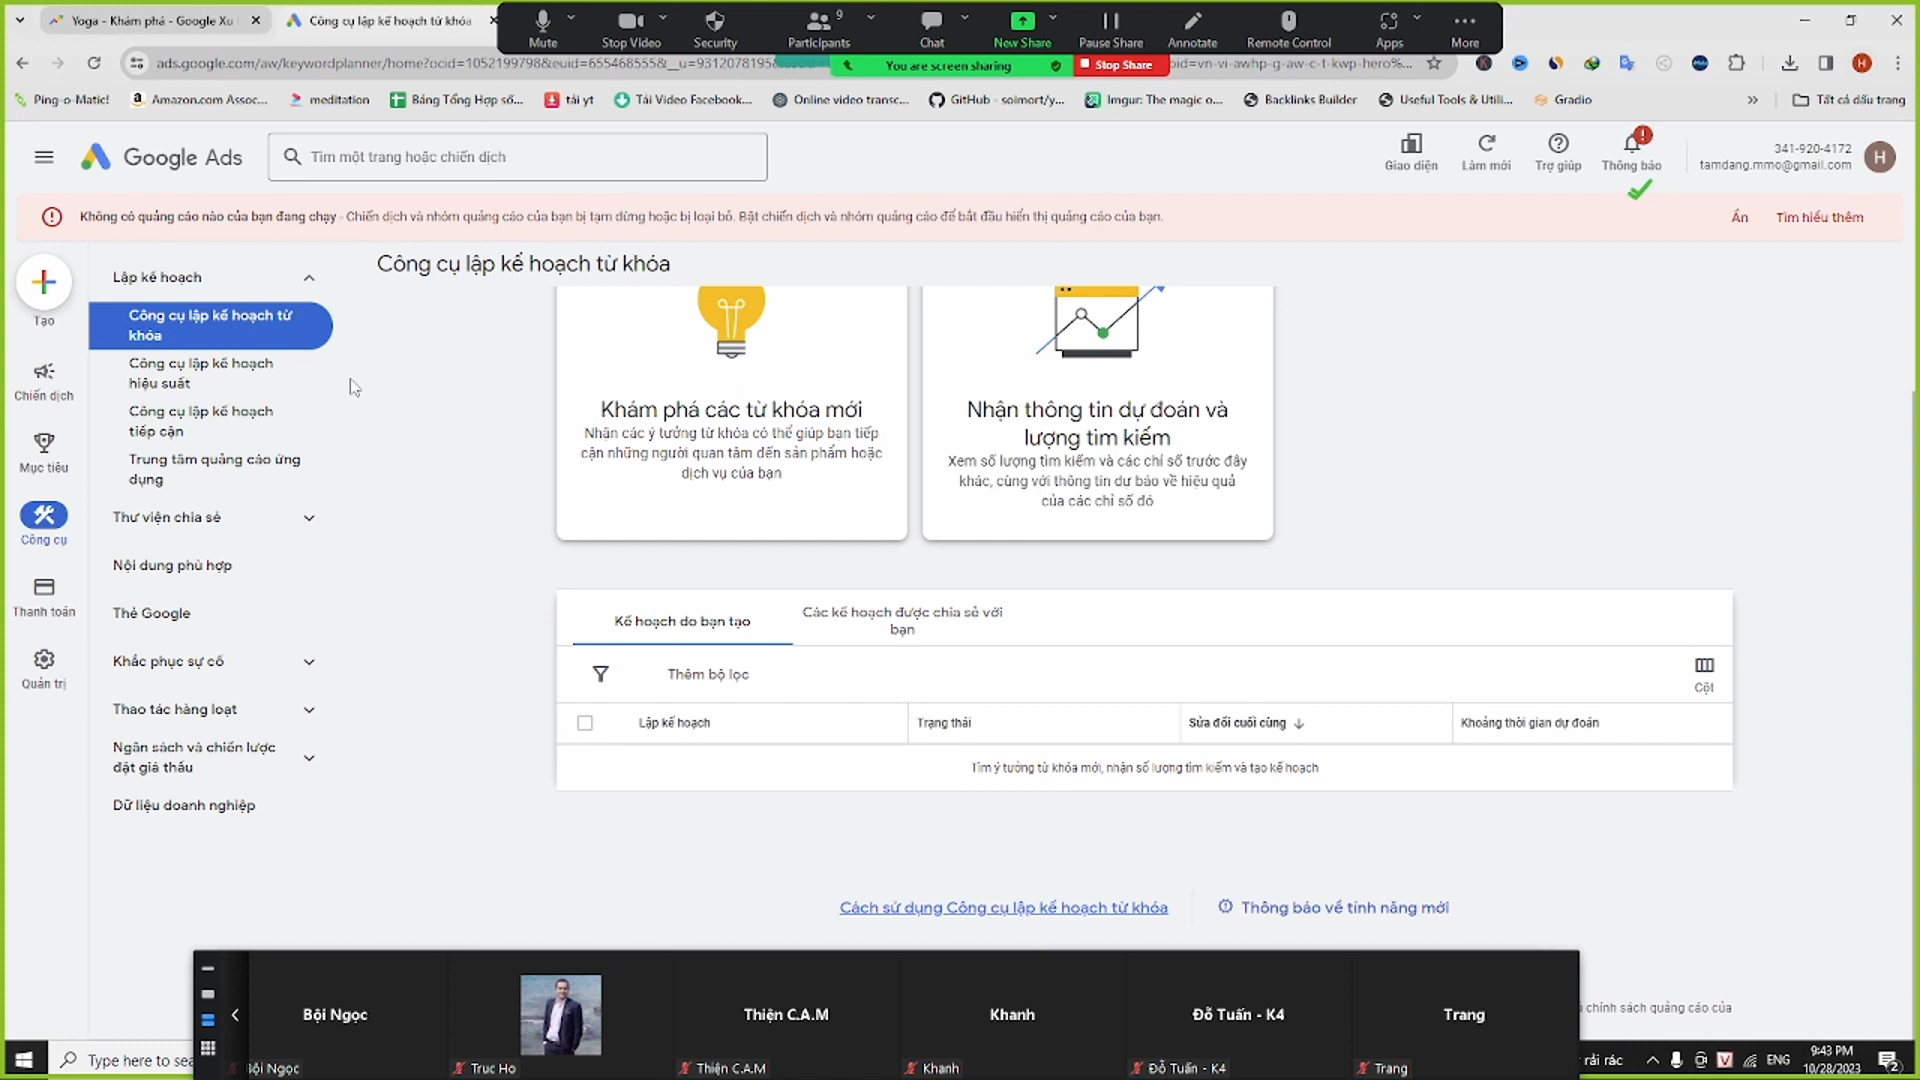 Yoga - Khám phá - Google Xu
Công cụ lập kế hoạch từ khóa
Mute
Stop Video
Security
9
Participants
Chat
New Share
Pause Share
Annotate
Remote Control
Apps
More
You are screen sharing
Stop Share
Ping-o-Matic!
Amazon.com Assoc...
meditation
Bảng Tổng Hợp số...
tải yt
Tải Video Facebook...
Online video transc...
GitHub - soimort/y...
Imgur: The magic o...
Backlinks Builder
Useful Tools & Utili...
Gradio
Tất cả dấu trang
Google Ads
Tìm một trang hoặc chiến dịch
Giao diện
Làm mới
Trợ giúp
Thông báo
341-920-4172
tamdang.mmo@gmail.com
H
Không có quảng cáo nào của bạn đang chạy - Chiến dịch và nhóm quảng cáo của bạn bị tạm dừng hoặc bị loại bỏ. Bật chiến dịch và nhóm quảng cáo để bắt đầu hiển thị quảng cáo của bạn.
Ẩn
Tìm hiểu thêm
Tạo
Chiến dịch
Mục tiêu
Công cụ
Thanh toán
Quản trị
Lập kế hoạch
Công cụ lập kế hoạch từ
khóa
Công cụ lập kế hoạch
hiệu suất
Công cụ lập kế hoạch
tiếp cận
Trung tâm quảng cáo ứng
dụng
Thư viện chia sẻ
Nội dung phù hợp
Thẻ Google
Khắc phục sự cố
Thao tác hàng loạt
Ngân sách và chiến lược
đặt giá thầu
Dữ liệu doanh nghiệp
Công cụ lập kế hoạch từ khóa
Khám phá các từ khóa mới
Nhận các ý tưởng từ khóa có thể giúp bạn tiếp
cận những người quan tâm đến sản phẩm hoặc
dịch vụ của bạn
Nhận thông tin dự đoán và
lượng tìm kiếm
Xem số lượng tìm kiếm và các chỉ số trước đây
khác, cùng với thông tin dự báo về hiệu quả
của các chỉ số đó
Kế hoạch do bạn tạo
Các kế hoạch được chia sẻ với
bạn
Thêm bộ lọc
Cột
Lập kế hoạch
Trạng thái
Sửa đổi cuối cùng
Khoảng thời gian dự đoán
Tìm ý tưởng từ khóa mới, nhận số lượng tìm kiếm và tạo kế hoạch
Cách sử dụng Công cụ lập kế hoạch từ khóa
Thông báo về tính năng mới
chính sách quảng cáo của
Bội Ngọc
Thiện C.A.M
Khanh
Đỗ Tuấn - K4
Trang
Truc Ho
Thiện C.A.M
Khanh
Đỗ Tuấn - K4
Trang
Type here to sea
rải rác
ENG
9:43 PM
10/28/2023
2